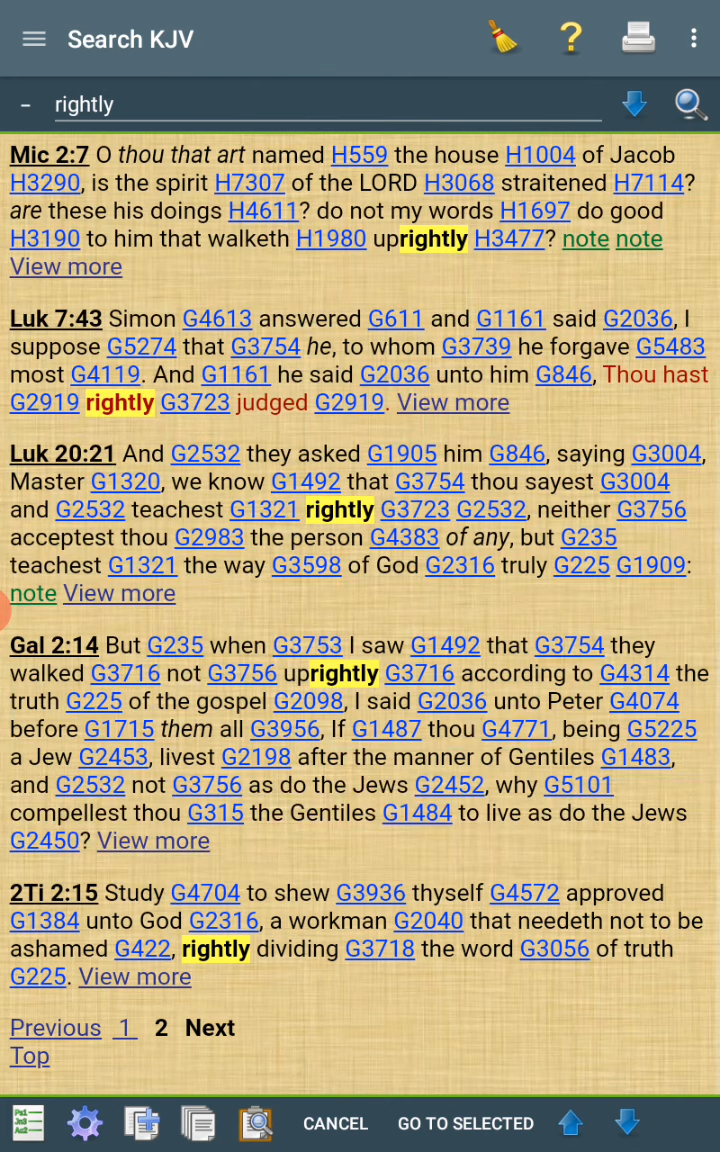 Search KJV
?
– rightly
Mic 2:7 O thou that art named H559 the house H1004 of Jacob
H3290, is the spirit H7307 of the LORD H3068 straitened H7114?
are these his doings H4611? do not my words H1697 do good
H3190 to him that walketh H1980 uprightly H3477? note note
View more
Luk 7:43 Simon G4613 answered G611 and G1161 said G2036, I
suppose G5274 that G3754 he, to whom G3739 he forgave G5483
most G4119. And G1161 he said G2036 unto him G846, Thou hast
G2919 rightly G3723 judged G2919. View more
Luk 20:21 And G2532 they asked G1905 him G846, saying G3004,
Master G1320, we know G1492 that G3754 thou sayest G3004
and G2532 teachest G1321 rightly G3723 G2532, neither G3756
acceptest thou G2983 the person G4383 of any, but G235
teachest G1321 the way G3598 of God G2316 truly G225 G1909:
note View more
Gal 2:14 But G235 when G3753 I saw G1492 that G3754 they
walked G3716 not G3756 uprightly G3716 according to G4314 the
truth G225 of the gospel G2098, I said G2036 unto Peter G4074
before G1715 them all G3956, If G1487 thou G4771, being G5225
a Jew G2453, livest G2198 after the manner of Gentiles G1483,
and G2532 not G3756 as do the Jews G2452, why G5101
compellest thou G315 the Gentiles G1484 to live as do the Jews
G2450? View more
2Ti 2:15 Study G4704 to shew G3936 thyself G4572 approved
G1384 unto God G2316, a workman G2040 that needeth not to be
ashamed G422, rightly dividing G3718 the word G3056 of truth
G225. View more
Previous 1 2 Next
Top
Ps1
Jn3
Ac2
CANCEL GO TO SELECTED